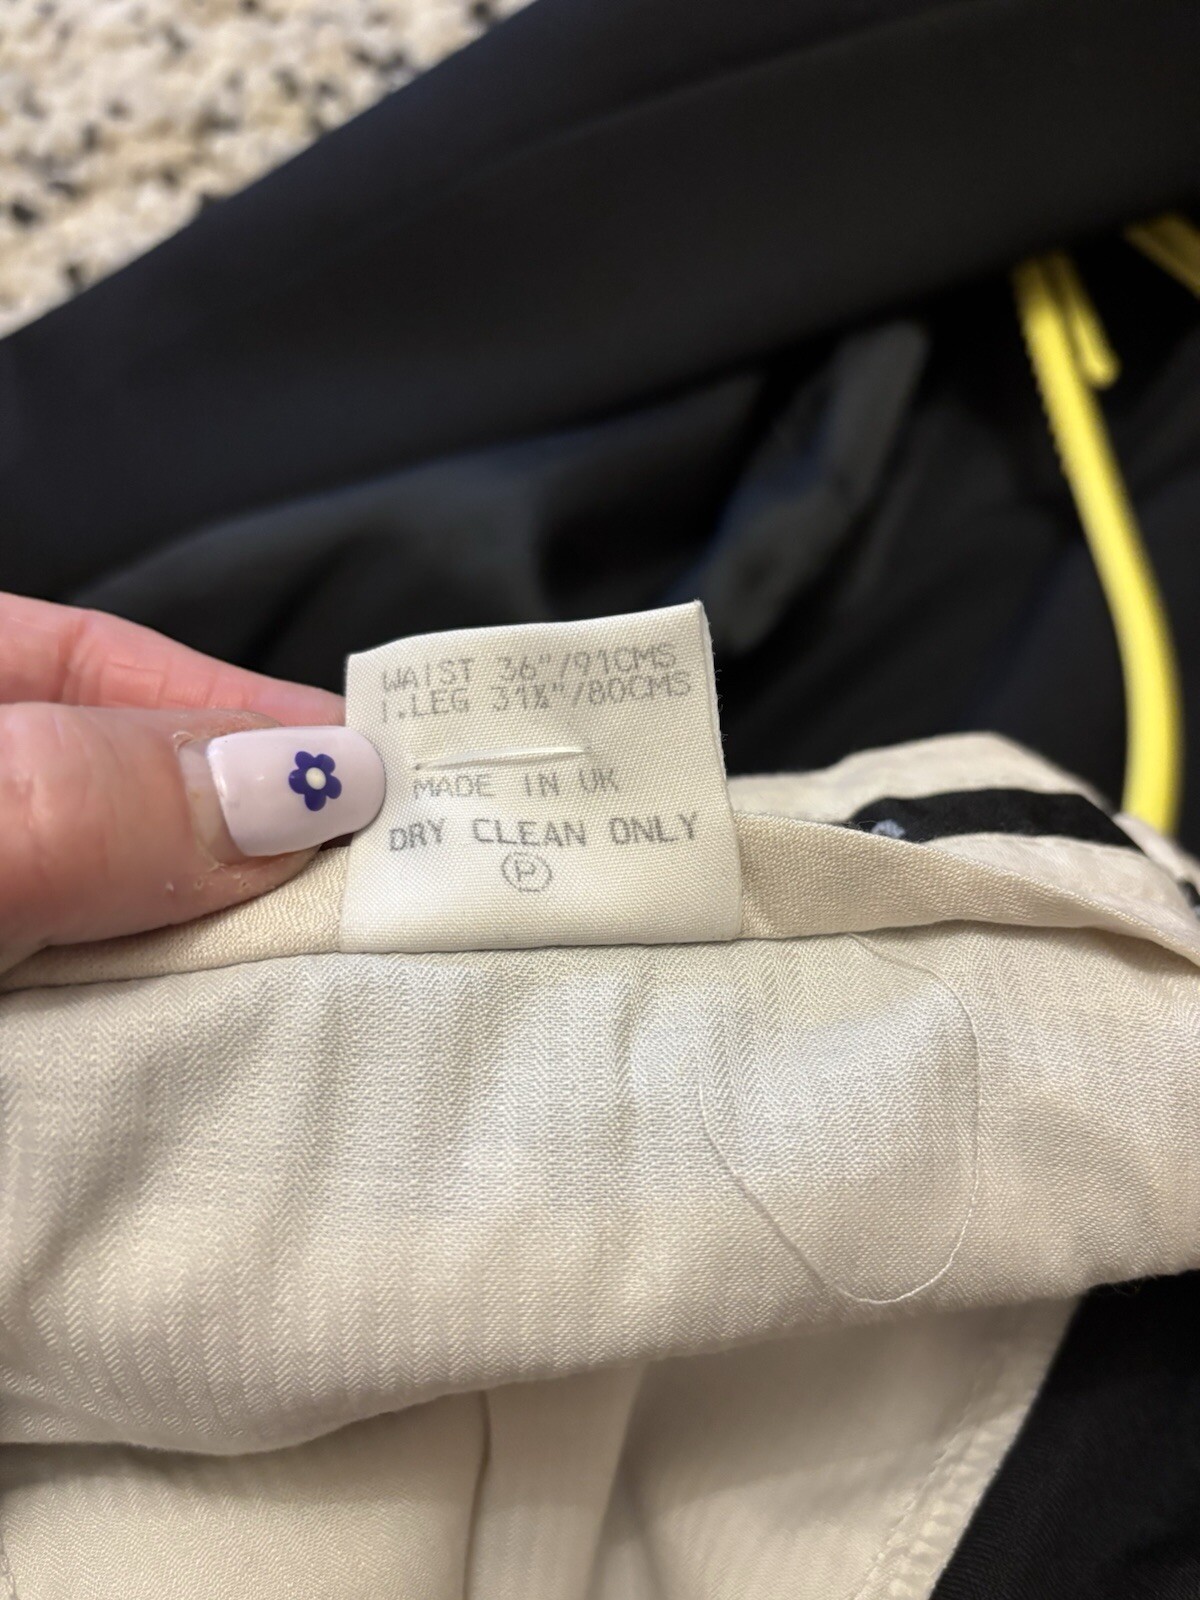 WAIST 36"/91CMS
I.LEG 31½"/80CMS
MADE IN UK
DRY CLEAN ONLY
P